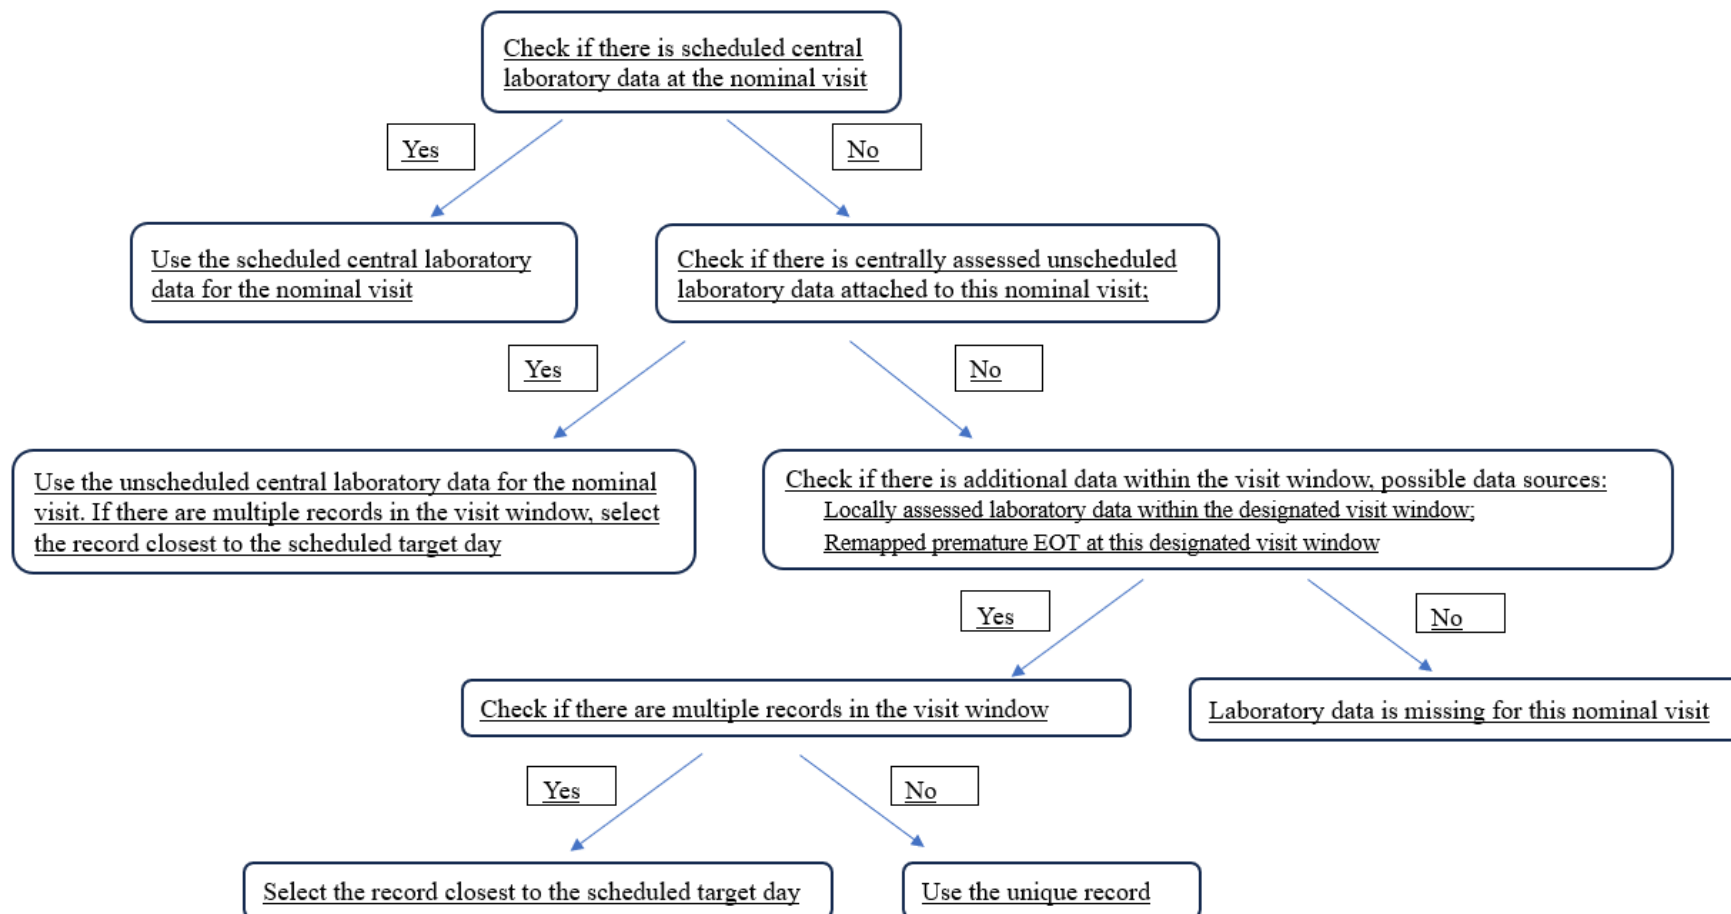 Check if there is scheduled central
laboratory data at the nominal visit
Yes
No
Use the scheduled central laboratory
data for the nominal visit
Check if there is centrally assessed unscheduled
laboratory data attached to this nominal visit;
Yes
No
Use the unscheduled central laboratory data for the nominal
visit. If there are multiple records in the visit window, select
the record closest to the scheduled target day
Check if there is additional data within the visit window, possible data sources:
Locally assessed laboratory data within the designated visit window;
Remapped premature EOT at this designated visit window
Yes
No
Check if there are multiple records in the visit window
Laboratory data is missing for this nominal visit
Yes
No
Select the record closest to the scheduled target day
Use the unique record